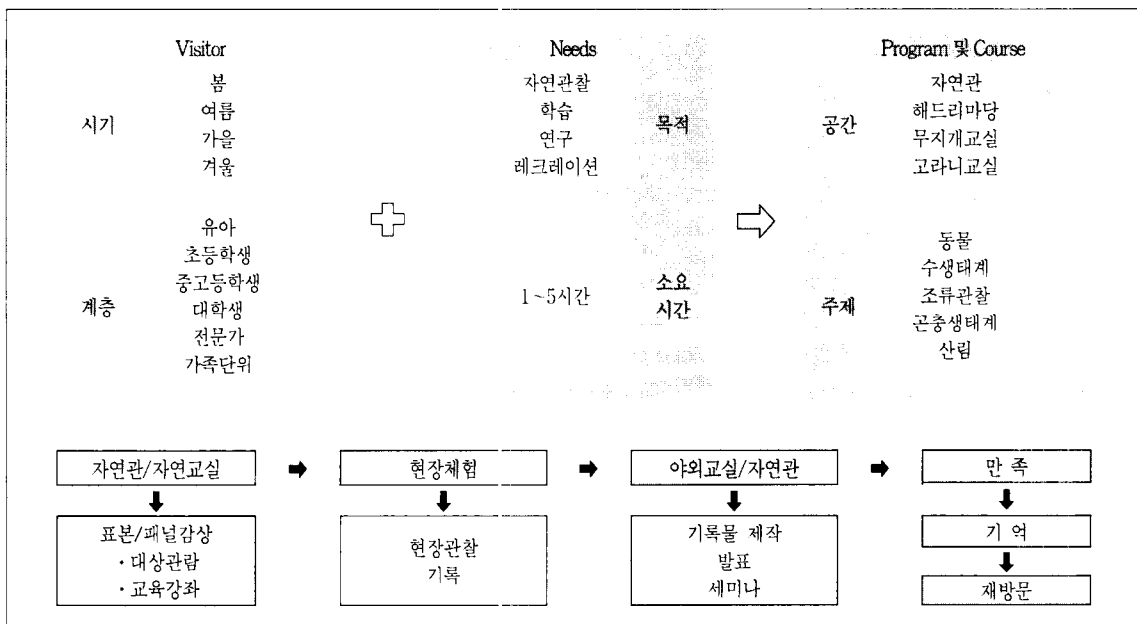 Visitor
시기
봄
여름
가을
겨울
계층
유아
초등학생
중고등학생
대학생
전문가
가족단위
Needs
자연관찰
학습
연구
레크레이션
목적
1~5시간
소요
시간
Program 및 Course
공간
자연관
해드리마당
무지개교실
고라니교실
주제
동물
수생태계
조류관찰
곤충생태계
산림
자연관/자연교실
현장체험
야외교실/자연관
만 족
표본/패널감상
· 대상관람
· 교육강좌
현장관찰
기록
기록물 제작
발표
세미나
기 억
재방문